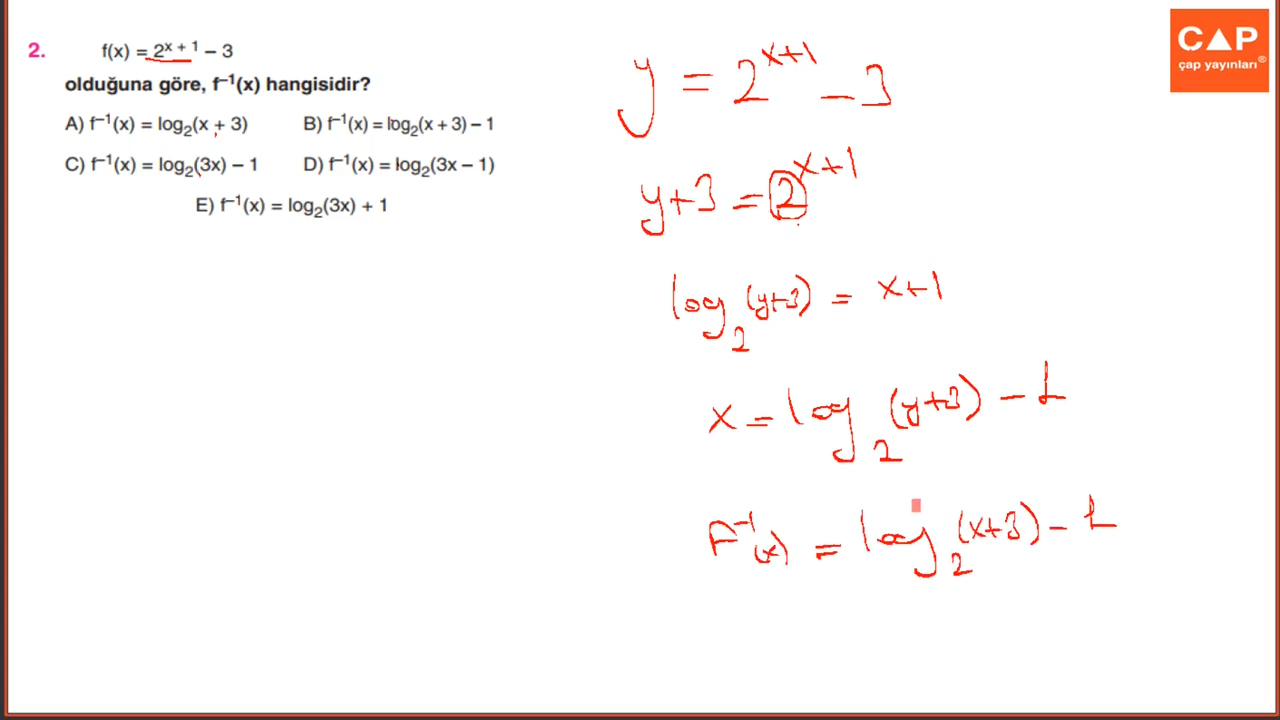 2. f(x) = 2^(x + 1) – 3
olduğuna göre, f⁻¹(x) hangisidir?
A) f⁻¹(x) = log₂(x + 3) B) f⁻¹(x) = log₂(x + 3) – 1
C) f⁻¹(x) = log₂(3x) – 1 D) f⁻¹(x) = log₂(3x – 1)
E) f⁻¹(x) = log₂(3x) + 1
ÇAP
çap yayınları®
y = 2^(x+1) – 3
y+3 = 2^(x+1)
log₂(y+3) = x+1
x = log₂(y+3) – 1
F⁻¹(x) = log₂(x+3) – 1